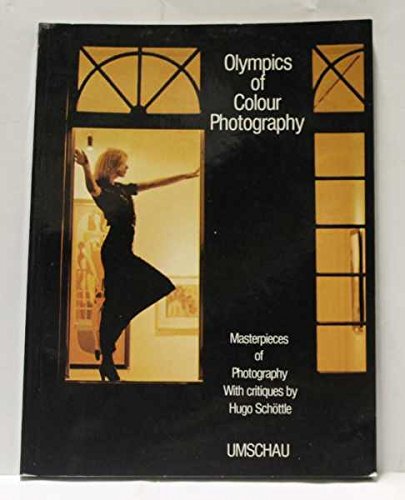 Olympics
of
Colour
Photography
Masterpieces
of
Photography
With critiques by
Hugo Schöttle
UMSCHAU